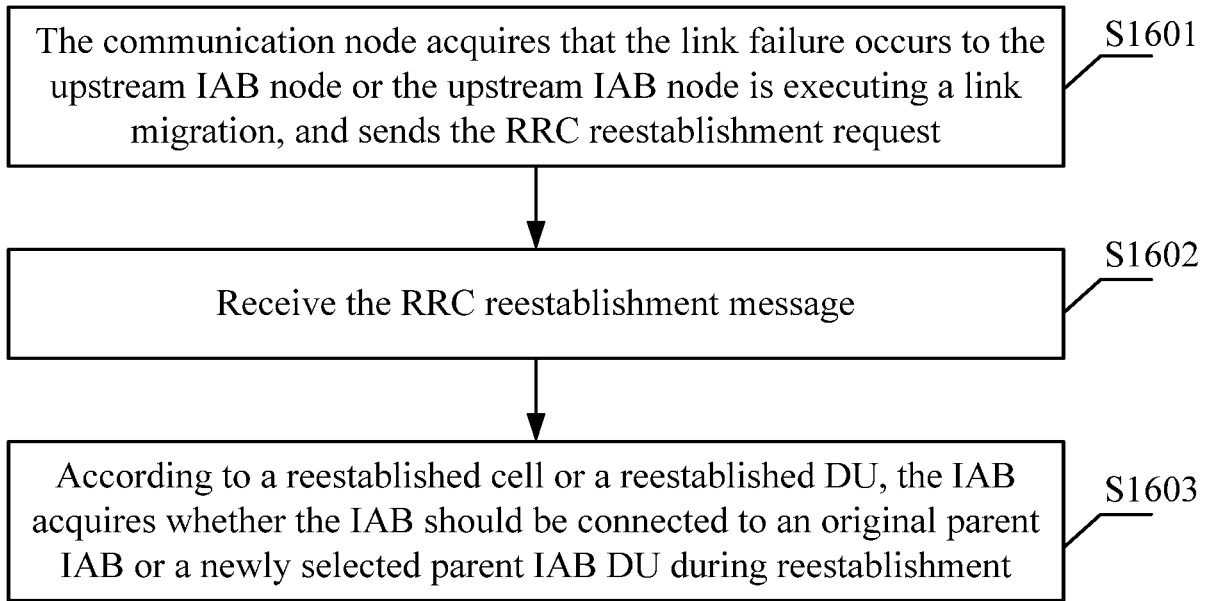 The communication node acquires that the link failure occurs to the
upstream IAB node or the upstream IAB node is executing a link
migration, and sends the RRC reestablishment request
S1601
Receive the RRC reestablishment message
S1602
According to a reestablished cell or a reestablished DU, the IAB
acquires whether the IAB should be connected to an original parent
IAB or a newly selected parent IAB DU during reestablishment
S1603